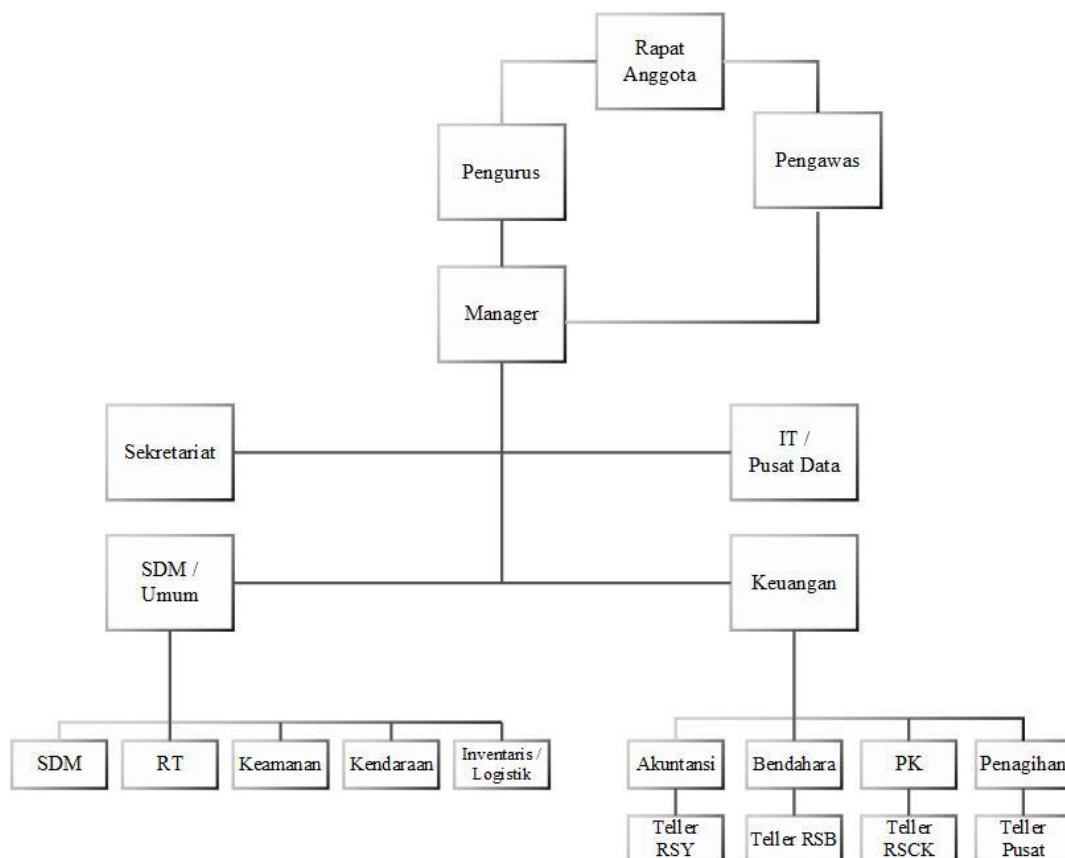 Rapat
Anggota
Pengurus
Pengawas
Manager
Sekretariat
IT /
Pusat Data
SDM /
Umum
Keuangan
SDM
RT
Keamanan
Kendaraan
Inventaris /
Logistik
Akuntansi
Bendahara
PK
Penagihan
Teller
RSY
Teller RSB
Teller
RSCK
Teller
Pusat